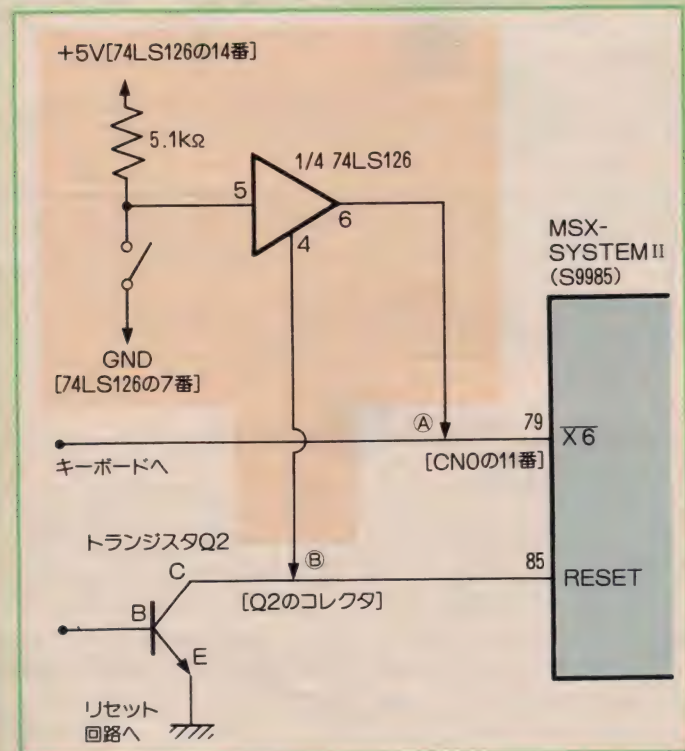 +5V[74LS126の14番]
5.1kΩ
1/4 74LS126
5
6
4
MSX-
SYSTEMⅡ
(S9985)
GND
[74LS126の7番]
Ⓐ
79
X6
キーボードへ
[CN0の11番]
トランジスタQ2
Ⓑ
85
C
RESET
B
[Q2のコレクタ]
E
リセット
回路へ